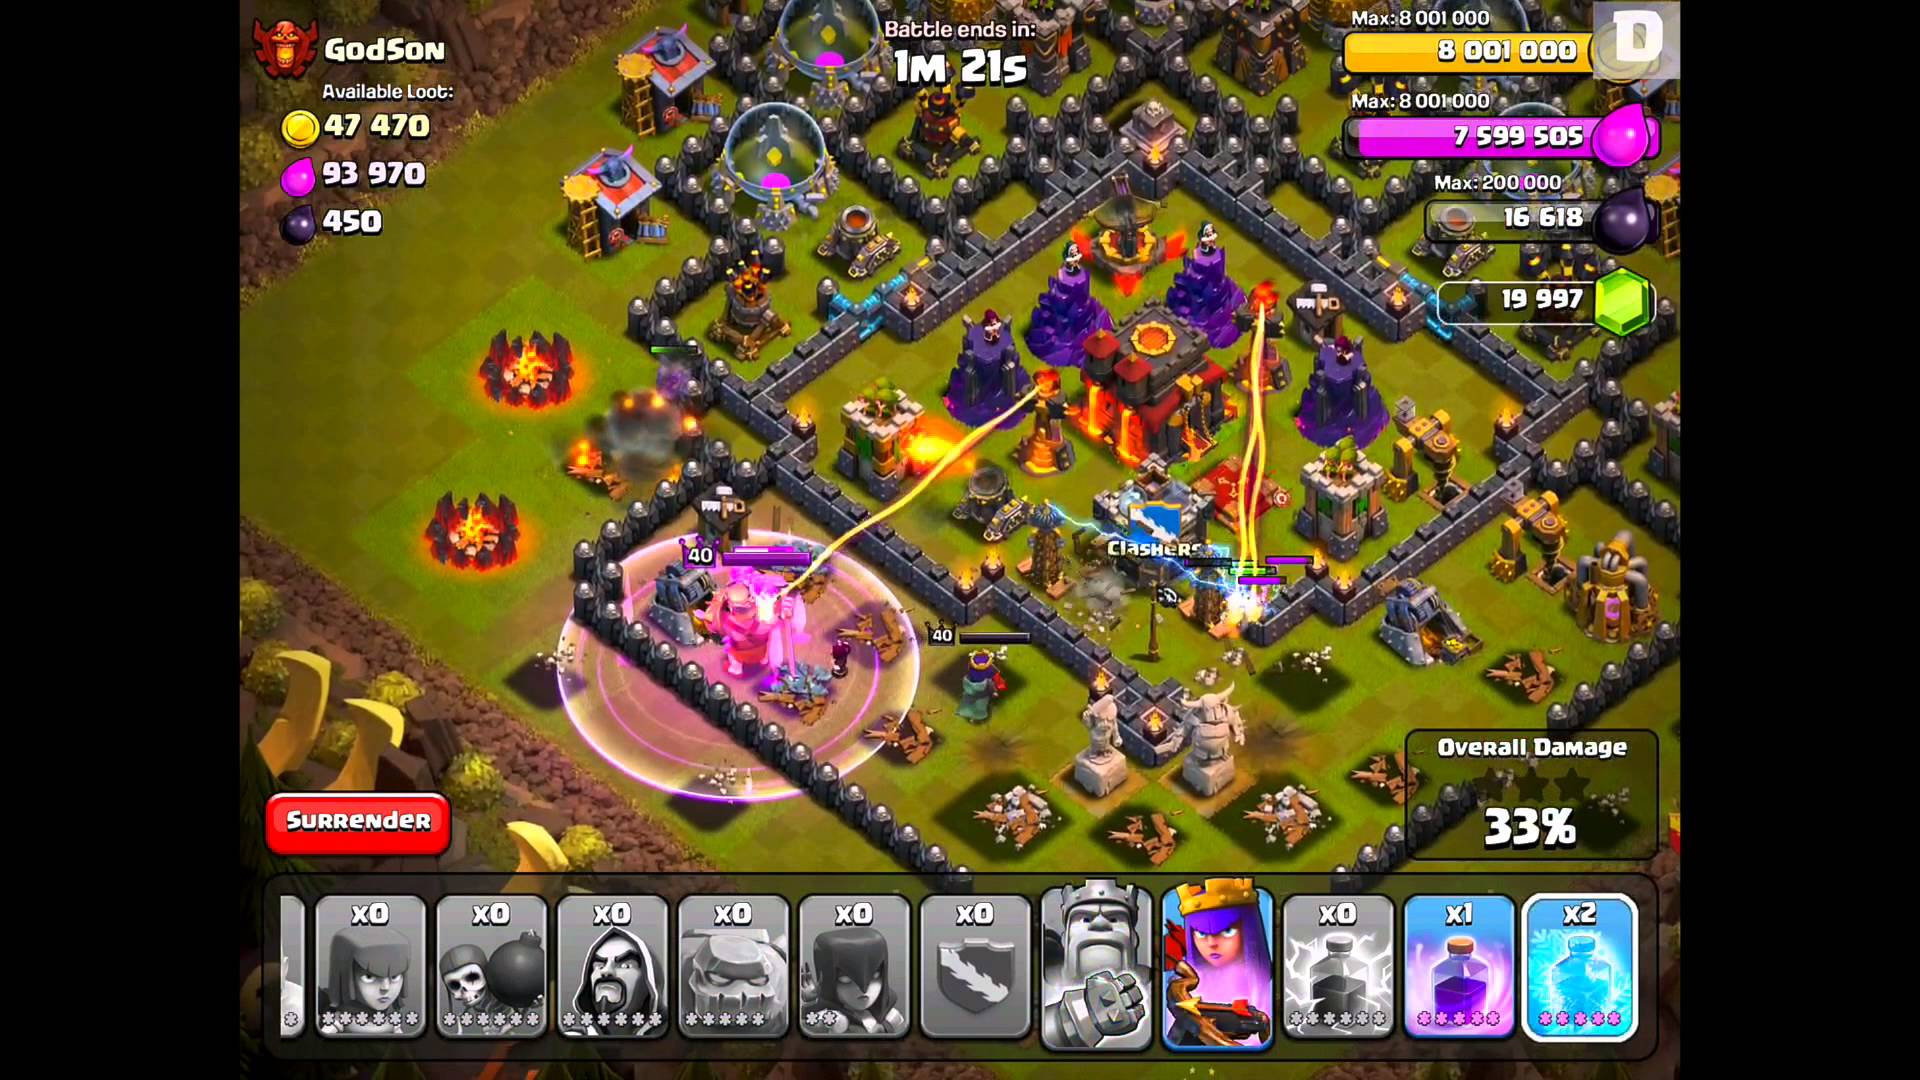 GodSon
Available Loot:
47 470
93 970
450
Battle ends in:
1M 21s
Max: 8 001 000
8 001 000
D
Max: 8 001 000
7 599 505
Max: 200 000
16 618
19 997
40
40
Clashers
Overall Damage
33%
Surrender
x0
x0
x0
x0
x0
x0
x0
x1
x2